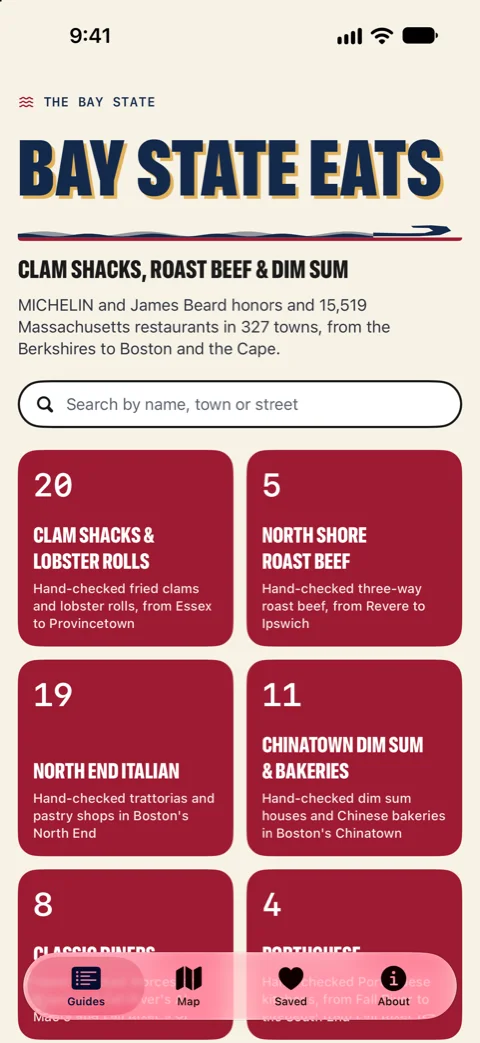 9:41
THE BAY STATE
BAY STATE EATS
CLAM SHACKS, ROAST BEEF & DIM SUM
MICHELIN and James Beard honors and 15,519
Massachusetts restaurants in 327 towns, from the
Berkshires to Boston and the Cape.
Search by name, town or street
20
CLAM SHACKS &
LOBSTER ROLLS
Hand-checked fried clams
and lobster rolls, from Essex
to Provincetown
5
NORTH SHORE
ROAST BEEF
Hand-checked three-way
roast beef, from Revere to
Ipswich
19
NORTH END ITALIAN
Hand-checked trattorias and
pastry shops in Boston's
North End
11
CHINATOWN DIM SUM
& BAKERIES
Hand-checked dim sum
houses and Chinese bakeries
in Boston's Chinatown
8
CLASSIC DINERS
4
PORTUGUESE
from
to
Guides
Map
Saved
About